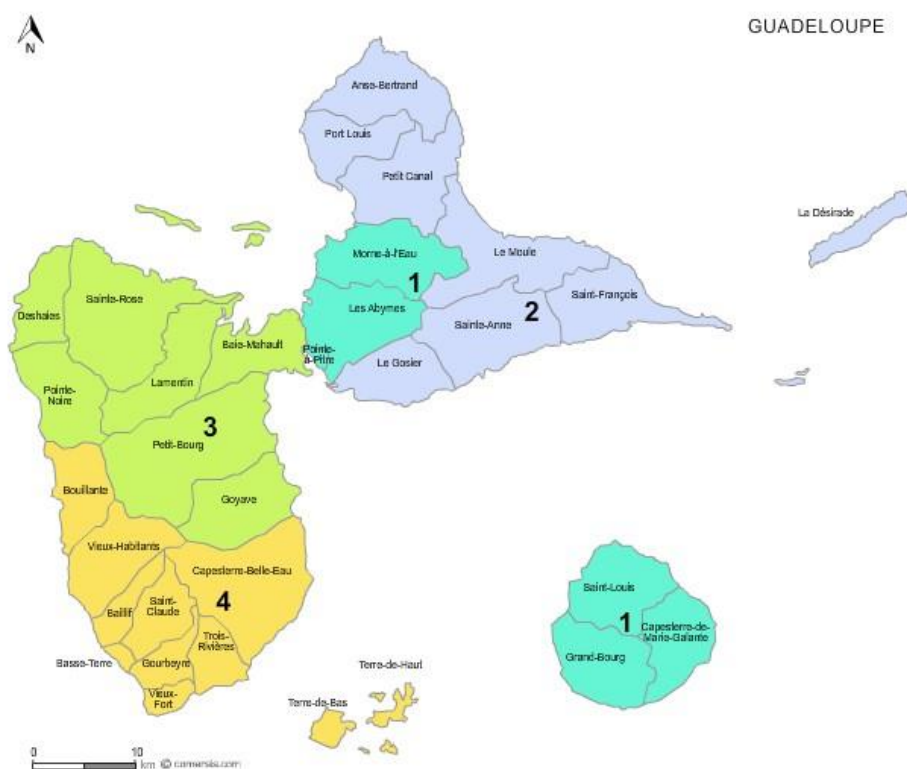 N
GUADELOUPE
Anse-Bertrand
Port Louis
Petit Canal
La Désirade
Morne-à-l'Eau
Le Moule
1
Sainte-Rose
Saint-François
Deshaies
Les Abymes
Sainte-Anne
2
Baie-Mahault
Pointe-
à-Pitre
Le Gosier
Lamentin
Pointe-
Noire
3
Petit-Bourg
Bouillante
Goyave
Vieux-Habitants
Capesterre-Belle-Eau
Saint-Louis
Saint-
Claude
4
Baillif
1
Capesterre-de-
Marie-Galante
Trois-
Rivières
Grand-Bourg
Basse-Terre
Gourbeyre
Terre-de-Haut
Vieux-
Fort
Terre-de-Bas
0
10
km © comersis.com